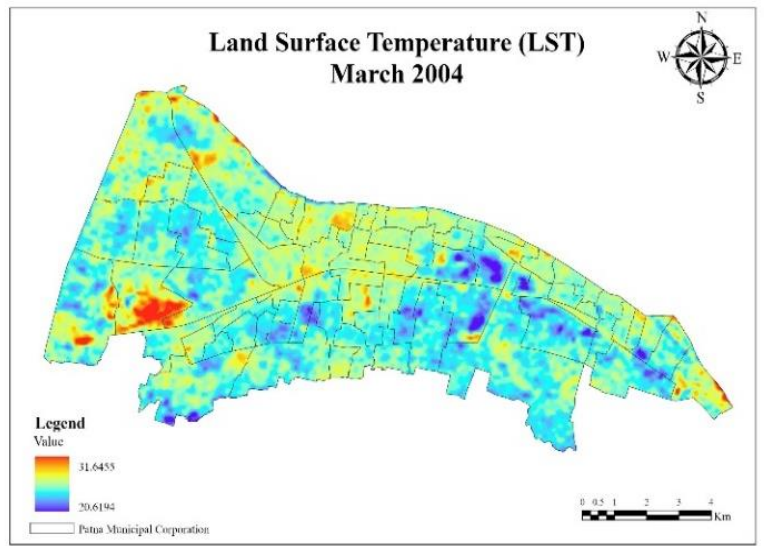 Land Surface Temperature (LST)
March 2004
N
W E
S
Legend
Value
31.6455
20.6194
Patna Municipal Corporation
0 0.5 1 2 3 4
Km